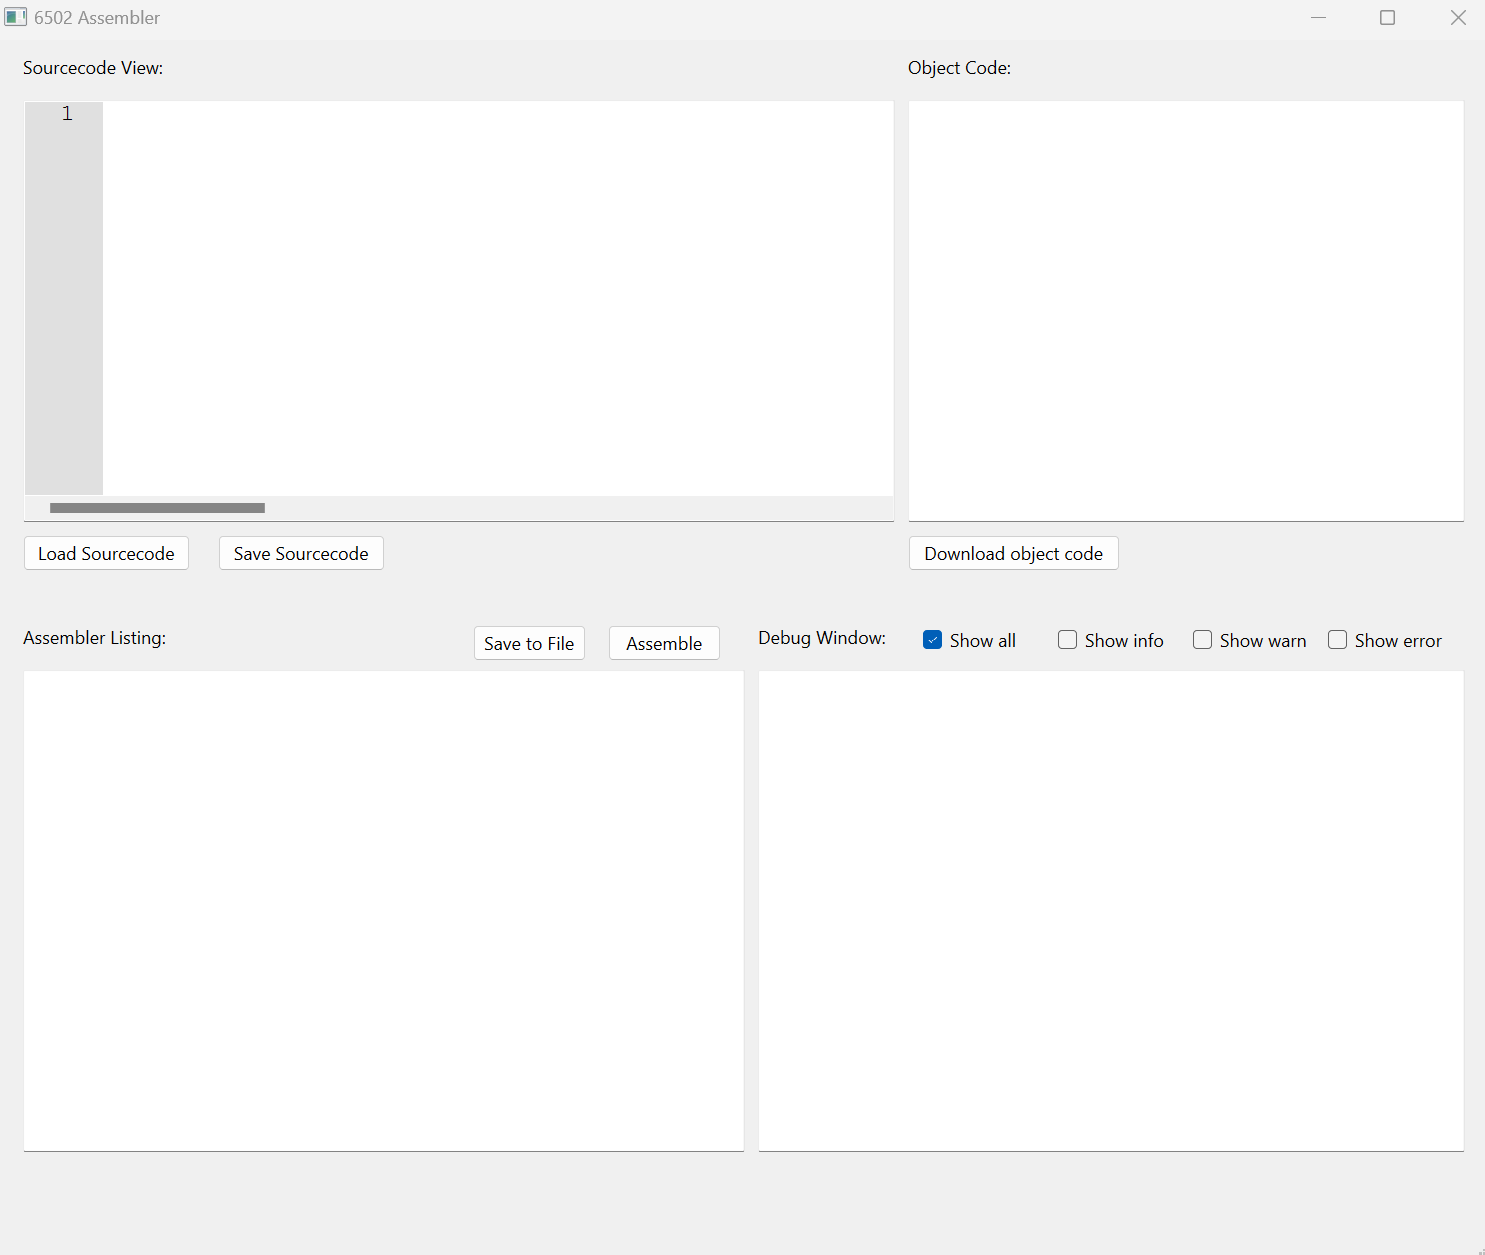 6502 Assembler
Sourcecode View:
Object Code:
1
Load Sourcecode
Save Sourcecode
Download object code
Assembler Listing:
Save to File
Assemble
Debug Window:
Show all
Show info
Show warn
Show error